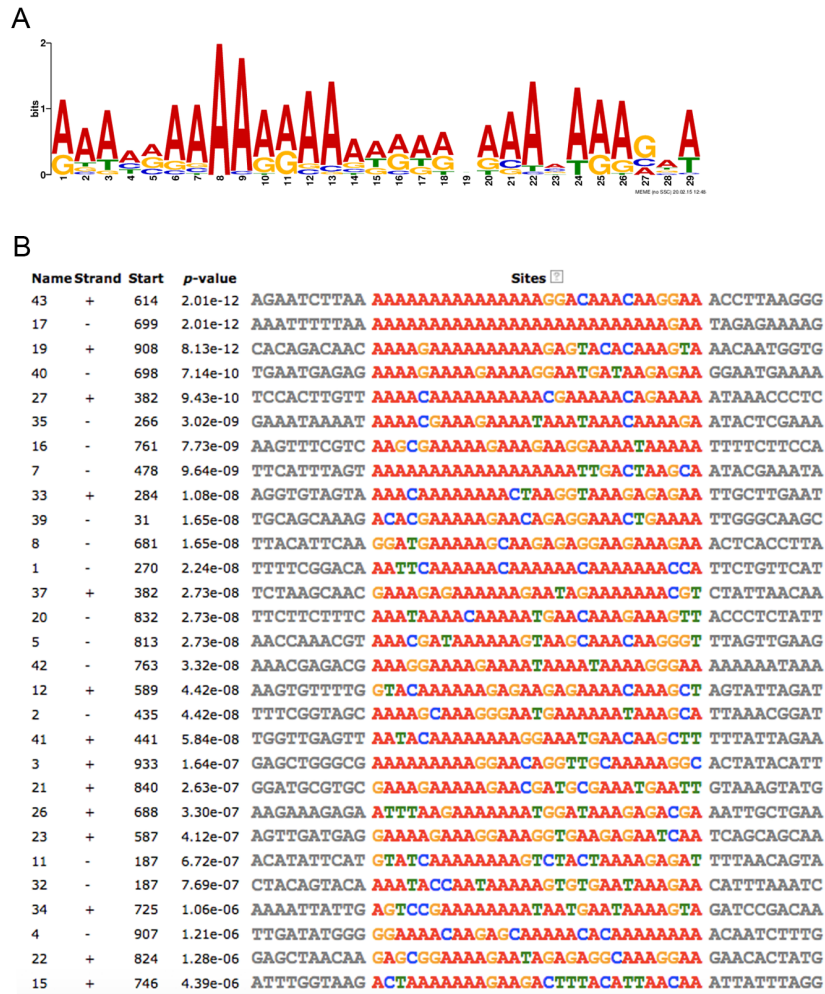 A
bits
2
1
0
1 2 3 4 5 6 7 8 9 10 11 12 13 14 15 16 17 18 19 20 21 22 23 24 25 26 27 28 29
MEME (no SSC) 20.02.15 12:46
B
Name Strand Start p-value Sites ?
43 + 614 2.01e-12 AGAATCTTAA AAAAAAAAAAAAAAAGGACAAACAAGGAA ACCTTAAGGG
17 - 699 2.01e-12 AAATTTTTAA AAAAAAAAAAAAAAAAAAAAAAAAAAGAA TAGAGAAAAG
19 + 908 8.13e-12 CACAGACAAC AAAAGAAAAAAAAAAGAGTACACAAAGTA AACAATGGTG
40 - 698 7.14e-10 TGAATGAGAG AAAAGAAAAGAAAAGGAATGATAAGAGAA GGAATGAAAA
27 + 382 9.43e-10 TCCACTTGTT AAAACAAAAAAAAAACGAAAAACAGAAAA ATAAACCCTC
35 - 266 3.02e-09 GAAATAAAAT AAAACGAAAGAAAATAAATAAACAAAAGA ATACTCGAAA
16 - 761 7.73e-09 AAGTTTCGTC AAGCGAAAAAGAAAGAAGGAAAATAAAAA TTTTCTTCCA
7 - 478 9.64e-09 TTCATTTAGT AAAAAAAAAAAAAAAAAATTGACTAAGCA ATACGAAATA
33 + 284 1.08e-08 AGGTGTAGTA AAACAAAAAAAACTAAGGTAAAGAGAGAA TTGCTTGAAT
39 - 31 1.65e-08 TGCAGCAAAG ACACGAAAAAGAACAGAGGAAACTGAAAA TTGGGCAAGC
8 - 681 1.65e-08 TTACATTCAA GGATGAAAAAGCAAGAGAGGAAGAAAGAA ACTCACCTTA
1 - 270 2.24e-08 TTTTCGGACA AATTCAAAAAACAAAAAACAAAAAAACCA TTCTGTTCAT
37 + 382 2.73e-08 TCTAAGCAAC GAAAGAGAAAAAAGAATAGAAAAAAACGT CTATTAACAA
20 - 832 2.73e-08 TTCTTCTTTC AAATAAAACAAAAATGAACAAAGAAAGTT ACCCTCTATT
5 - 813 2.73e-08 AACCAAACGT AAACGATAAAAAAGTAAGCAAACAAGGGT TTAGTTGAAG
42 - 763 3.32e-08 AAACGAGACG AAAGGAAAAGAAAATAAAATAAAAGGGAA AAAAAATAAA
12 + 589 4.42e-08 AAGTGTTTTG GTACAAAAAAGAGAAGAGAAAACAAAGCT AGTATTAGAT
2 - 435 4.42e-08 TTTCGGTAGC AAAAGCAAAGGGAATGAAAAAATAAAGCA TTAAACGGAT
41 + 441 5.84e-08 TGGTTGAGTT AATACAAAAAAAAGGAAATGAACAAGCTT TTTATTAGAA
3 + 933 1.64e-07 GAGCTGGGCG AAAAAAAAAGGAACAGGTTGCAAAAAGGC ACTATACATT
21 + 840 2.63e-07 GGATGCGTGC GAAAGAAAAAGAACGATGCGAAATGAATT GTAAAGTATG
26 + 688 3.30e-07 AAGAAAGAGA ATTTAAGAAAAAAATGGATAAAGAGACGA AATTGCTGAA
23 + 587 4.12e-07 AGTTGATGAG GAAAAGAAAGGAAAGGTGAAGAGAATCAA TCAGCAGCAA
11 - 187 6.72e-07 ACATATTCAT GTATCAAAAAAAAGTCTACTAAAAGAGAT TTTAACAGTA
32 - 187 7.69e-07 CTACAGTACA AAATACCAATAAAAAGTGTGAATAAAGAA CATTTAAATC
34 + 725 1.06e-06 AAAATTATTG AGTCCGAAAAAAAATAATGAATAAAAGTA GATCCGACAA
4 - 907 1.21e-06 TTGATATGGG GGAAAACAAGAGCAAAAACACAAAAAAAA ACAATCTTTG
22 + 824 1.28e-06 GAGCTAACAA GAGCGGAAAAGAATAGAGAGGCAAAGGAA GAACACTATG
15 + 746 4.39e-06 ATTTGGTAAG ACTAAAAAAAGAAGACTTTACATTAACAA ATTATTTAGG